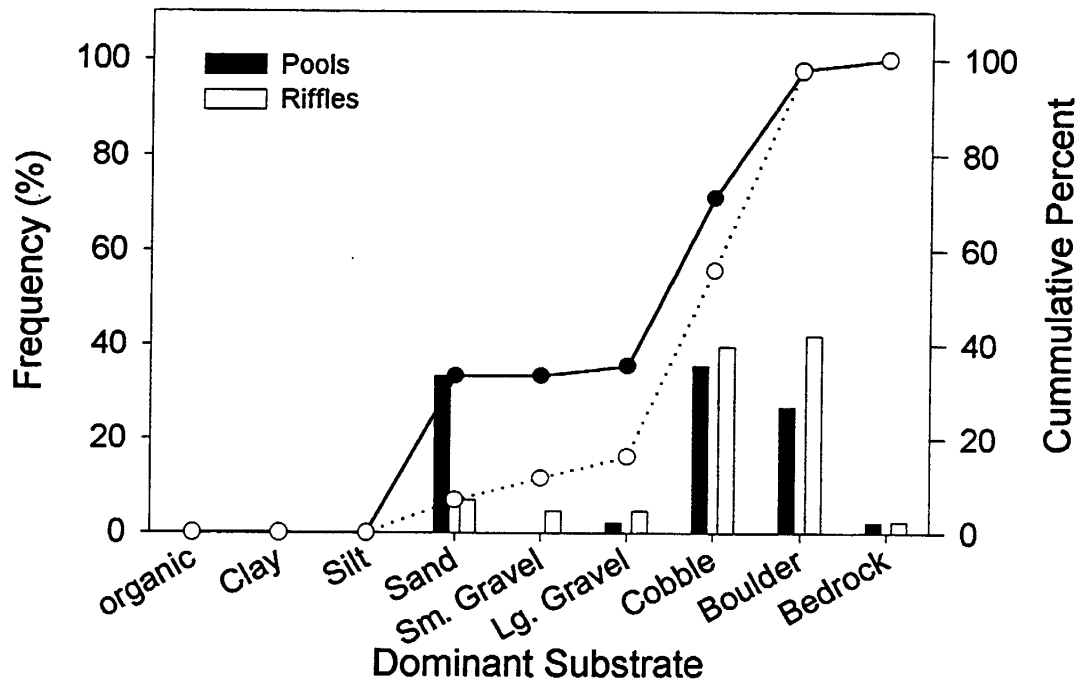 Pools
Riffles
Frequency (%)
100
80
60
40
20
0
Cummulative Percent
100
80
60
40
20
0
organic
Clay
Silt
Sand
Sm. Gravel
Lg. Gravel
Cobble
Boulder
Bedrock
Dominant Substrate